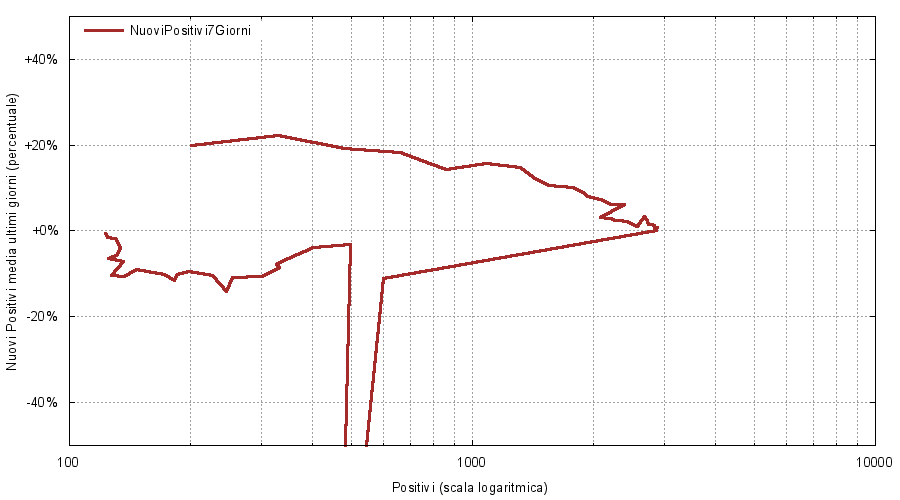 NuoviPositivi7Giorni
+40%
+20%
+0%
-20%
-40%
Nuovi Positivi media ultimi giorni (percentuale)
100
1000
10000
Positivi (scala logaritmica)